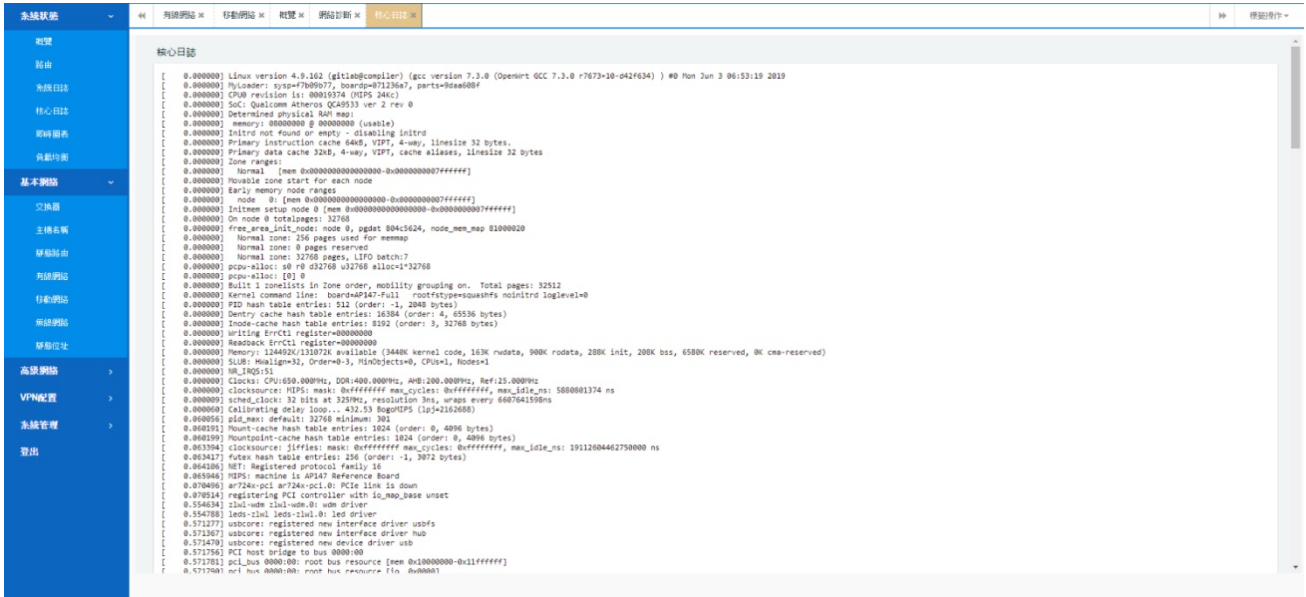 系統狀態
概覽
路由
系統日誌
核心日誌
即時圖表
負載均衡
基本網絡
交換器
主機名稱
靜態路由
有線網絡
移動網絡
無線網絡
靜態位址
高級網絡
VPN配置
系統管理
登出
有線網絡 × 移動網絡 × 概覽 × 網絡診斷 × 核心日誌 ×
標籤操作
核心日誌
[    0.000000] Linux version 4.9.162 (gitlab@compiler) (gcc version 7.3.0 (OpenWrt GCC 7.3.0 r7673+10-d42f634) ) #0 Mon Jun 3 06:53:19 2019
[    0.000000] MyLoader: sysp=f7b09b77, boardp=071236a7, parts=9daa608f
[    0.000000] CPU0 revision is: 00019374 (MIPS 24Kc)
[    0.000000] SoC: Qualcomm Atheros QCA9533 ver 2 rev 0
[    0.000000] Determined physical RAM map:
[    0.000000]  memory: 08000000 @ 00000000 (usable)
[    0.000000] Initrd not found or empty - disabling initrd
[    0.000000] Primary instruction cache 64kB, VIPT, 4-way, linesize 32 bytes.
[    0.000000] Primary data cache 32kB, 4-way, VIPT, cache aliases, linesize 32 bytes
[    0.000000] Zone ranges:
[    0.000000]   Normal   [mem 0x0000000000000000-0x0000000007ffffff]
[    0.000000] Movable zone start for each node
[    0.000000] Early memory node ranges
[    0.000000]   node   0: [mem 0x0000000000000000-0x0000000007ffffff]
[    0.000000] Initmem setup node 0 [mem 0x0000000000000000-0x0000000007ffffff]
[    0.000000] On node 0 totalpages: 32768
[    0.000000] free_area_init_node: node 0, pgdat 804c5624, node_mem_map 81000020
[    0.000000]   Normal zone: 256 pages used for memmap
[    0.000000]   Normal zone: 0 pages reserved
[    0.000000]   Normal zone: 32768 pages, LIFO batch:7
[    0.000000] pcpu-alloc: s0 r0 d32768 u32768 alloc=1*32768
[    0.000000] pcpu-alloc: [0] 0
[    0.000000] Built 1 zonelists in Zone order, mobility grouping on.  Total pages: 32512
[    0.000000] Kernel command line:  board=AP147-Full   rootfstype=squashfs noinitrd loglevel=0
[    0.000000] PID hash table entries: 512 (order: -1, 2048 bytes)
[    0.000000] Dentry cache hash table entries: 16384 (order: 4, 65536 bytes)
[    0.000000] Inode-cache hash table entries: 8192 (order: 3, 32768 bytes)
[    0.000000] Writing ErrCtl register=00000000
[    0.000000] Readback ErrCtl register=00000000
[    0.000000] Memory: 124492K/131072K available (3440K kernel code, 163K rwdata, 900K rodata, 288K init, 208K bss, 6580K reserved, 0K cma-reserved)
[    0.000000] SLUB: HWalign=32, Order=0-3, MinObjects=0, CPUs=1, Nodes=1
[    0.000000] NR_IRQS:51
[    0.000000] Clocks: CPU:650.000MHz, DDR:400.000MHz, AHB:200.000MHz, Ref:25.000MHz
[    0.000000] clocksource: MIPS: mask: 0xffffffff max_cycles: 0xffffffff, max_idle_ns: 5880801374 ns
[    0.000009] sched_clock: 32 bits at 325MHz, resolution 3ns, wraps every 6607641598ns
[    0.000060] Calibrating delay loop... 432.53 BogoMIPS (lpj=2162688)
[    0.060056] pid_max: default: 32768 minimum: 301
[    0.060191] Mount-cache hash table entries: 1024 (order: 0, 4096 bytes)
[    0.060199] Mountpoint-cache hash table entries: 1024 (order: 0, 4096 bytes)
[    0.063394] clocksource: jiffies: mask: 0xffffffff max_cycles: 0xffffffff, max_idle_ns: 19112604462750000 ns
[    0.063417] futex hash table entries: 256 (order: -1, 3072 bytes)
[    0.064106] NET: Registered protocol family 16
[    0.065946] MIPS: machine is AP147 Reference Board
[    0.070496] ar724x-pci ar724x-pci.0: PCIe link is down
[    0.070514] registering PCI controller with io_map_base unset
[    0.554634] zlwl-wdm zlwl-wdm.0: wdm driver
[    0.554788] leds-zlwl leds-zlwl.0: led driver
[    0.571277] usbcore: registered new interface driver usbfs
[    0.571367] usbcore: registered new interface driver hub
[    0.571470] usbcore: registered new device driver usb
[    0.571756] PCI host bridge to bus 0000:00
[    0.571781] pci_bus 0000:00: root bus resource [mem 0x10000000-0x11ffffff]
[    0.571790] pci_bus 0000:00: root bus resource [io  0x0000]